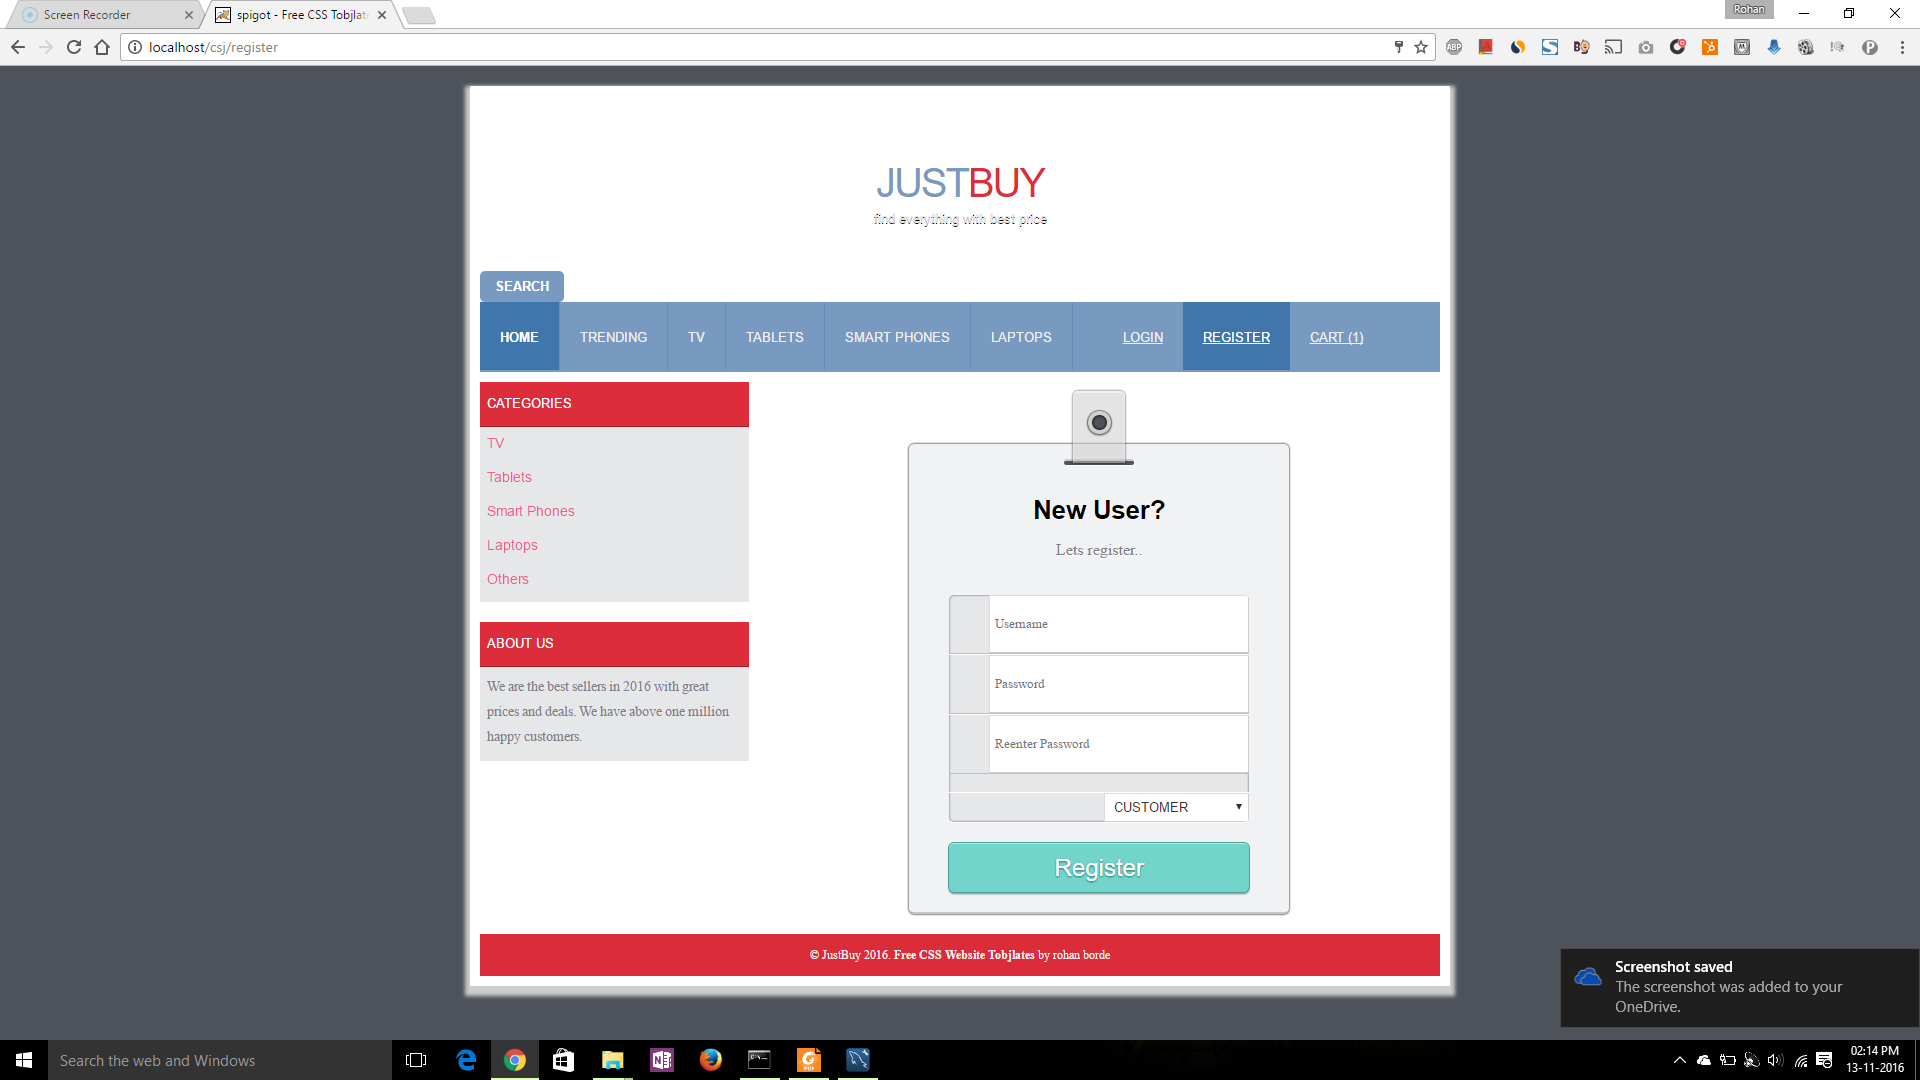 Screen Recorder
spigot - Free CSS Tobjlat
Rohan
localhost/csj/register
JUSTBUY
find everything with best price
SEARCH
HOME TRENDING TV TABLETS SMART PHONES LAPTOPS LOGIN REGISTER CART (1)
CATEGORIES
TV
Tablets
Smart Phones
Laptops
Others
ABOUT US
We are the best sellers in 2016 with great
prices and deals. We have above one million
happy customers.
New User?
Lets register..
Username
Password
Reenter Password
CUSTOMER
Register
© JustBuy 2016. Free CSS Website Tobjlates by rohan borde
Screenshot saved
The screenshot was added to your
OneDrive.
Search the web and Windows
02:14 PM
13-11-2016